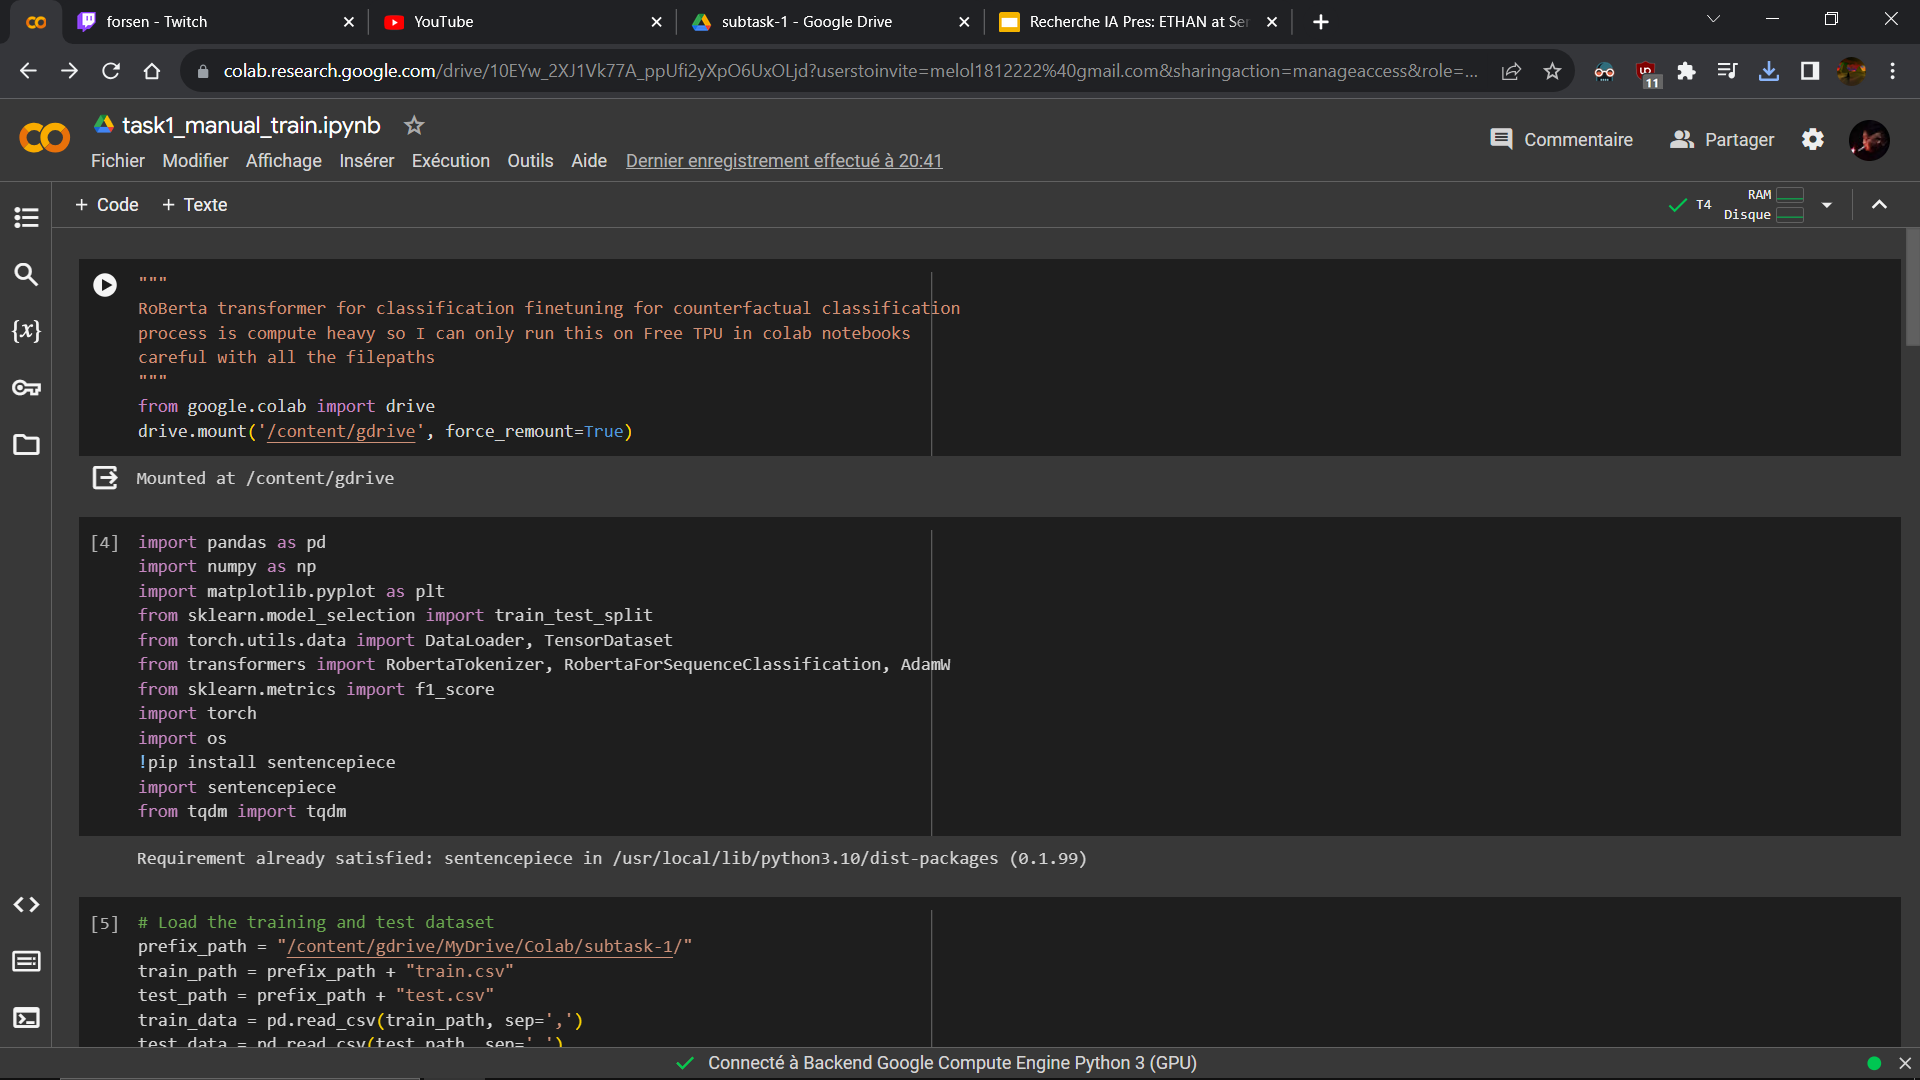 forsen - Twitch
YouTube
subtask-1 - Google Drive
Recherche IA Pres: ETHAN at Se
colab.research.google.com/drive/10EYw_2XJ1Vk77A_ppUfi2yXpO6UxOLjd?userstoinvite=melol1812222%40gmail.com&sharingaction=manageaccess&role=...
11
task1_manual_train.ipynb
Commentaire
Partager
Fichier Modifier Affichage Insérer Exécution Outils Aide Dernier enregistrement effectué à 20:41
+ Code + Texte
T4
RAM
Disque
"""
RoBerta transformer for classification finetuning for counterfactual classification
process is compute heavy so I can only run this on Free TPU in colab notebooks
careful with all the filepaths
"""
from google.colab import drive
drive.mount('/content/gdrive', force_remount=True)
Mounted at /content/gdrive
[4]
import pandas as pd
import numpy as np
import matplotlib.pyplot as plt
from sklearn.model_selection import train_test_split
from torch.utils.data import DataLoader, TensorDataset
from transformers import RobertaTokenizer, RobertaForSequenceClassification, AdamW
from sklearn.metrics import f1_score
import torch
import os
!pip install sentencepiece
import sentencepiece
from tqdm import tqdm
Requirement already satisfied: sentencepiece in /usr/local/lib/python3.10/dist-packages (0.1.99)
[5]
# Load the training and test dataset
prefix_path = "/content/gdrive/MyDrive/Colab/subtask-1/"
train_path = prefix_path + "train.csv"
test_path = prefix_path + "test.csv"
train_data = pd.read_csv(train_path, sep=',')
test_data = pd.read_csv(test_path, sep=',')
Connecté à Backend Google Compute Engine Python 3 (GPU)